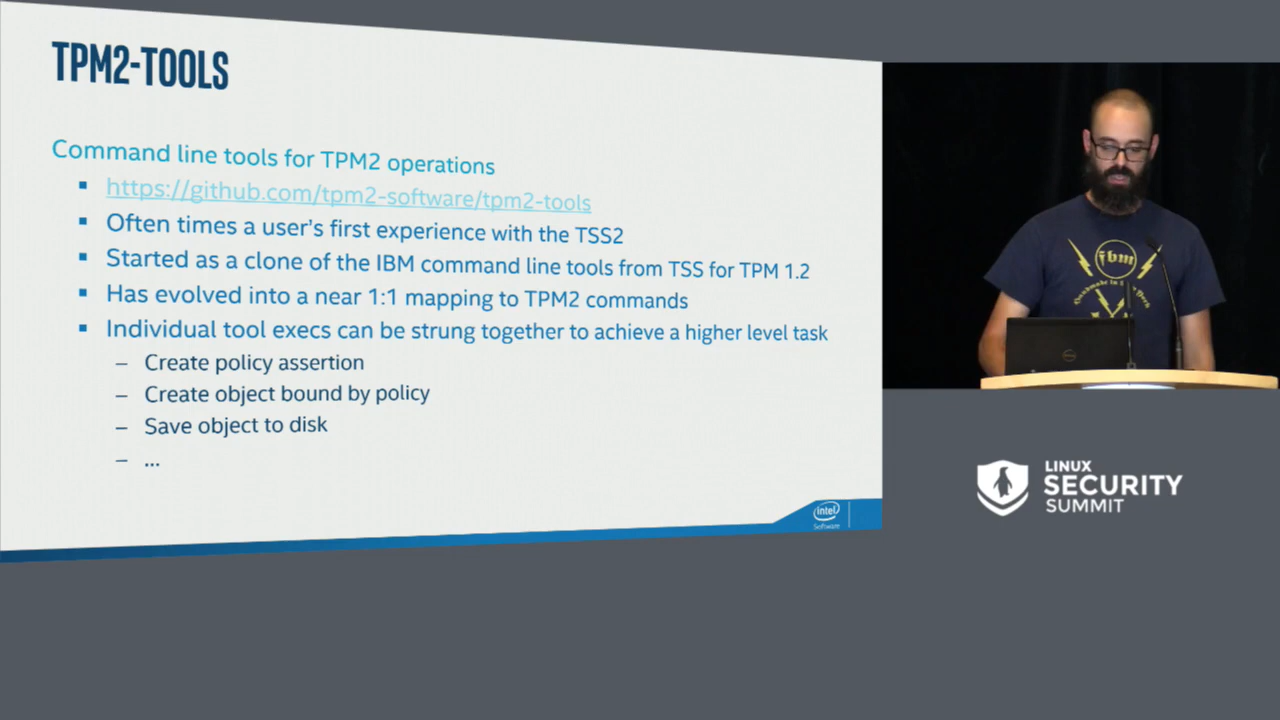 TPM2-TOOLS
Command line tools for TPM2 operations
▪ https://github.com/tpm2-software/tpm2-tools
▪ Often times a user's first experience with the TSS2
▪ Started as a clone of the IBM command line tools from TSS for TPM 1.2
▪ Has evolved into a near 1:1 mapping to TPM2 commands
▪ Individual tool execs can be strung together to achieve a higher level task
– Create policy assertion
– Create object bound by policy
– Save object to disk
– ...
intel
Software
ibm
DELL
LINUX
SECURITY
SUMMIT